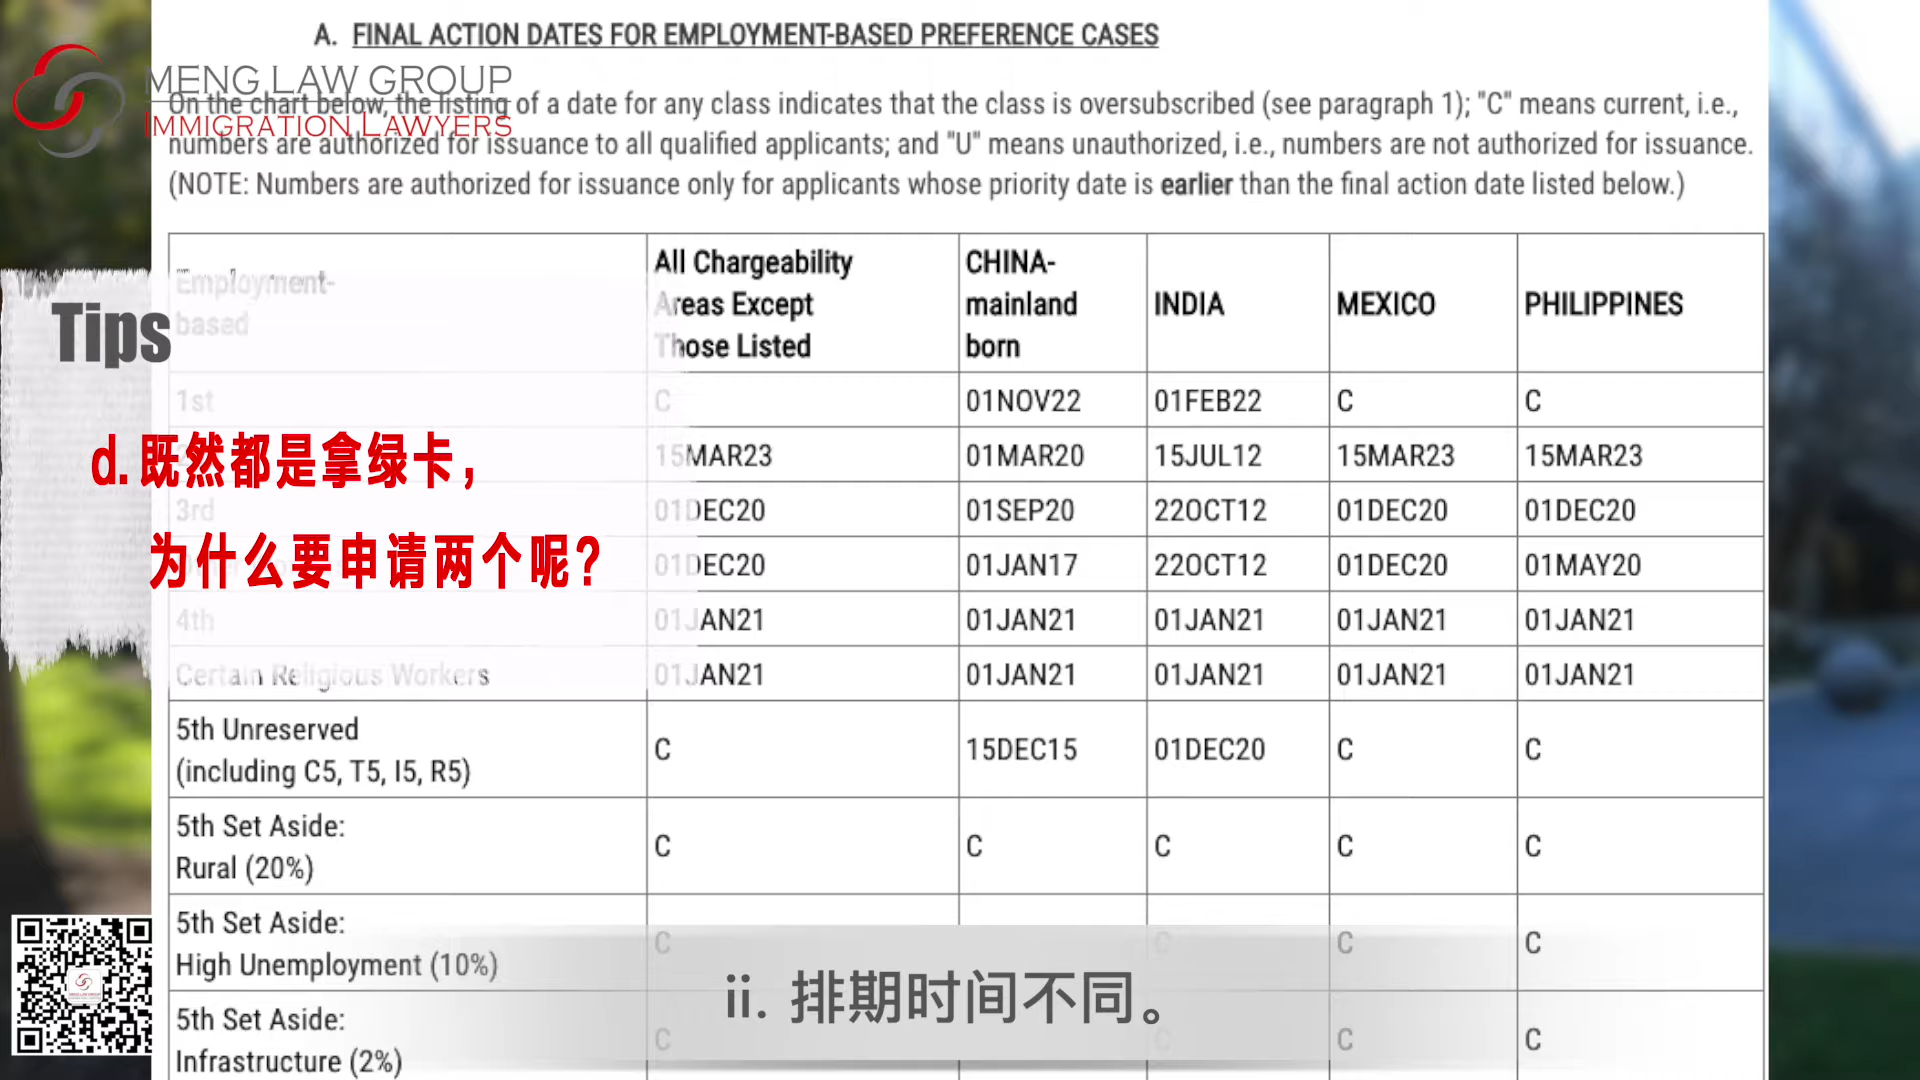 A. FINAL ACTION DATES FOR EMPLOYMENT-BASED PREFERENCE CASES
MENG LAW GROUP
IMMIGRATION LAWYERS
On the chart below, the listing of a date for any class indicates that the class is oversubscribed (see paragraph 1); "C" means current, i.e.,
numbers are authorized for issuance to all qualified applicants; and "U" means unauthorized, i.e., numbers are not authorized for issuance.
(NOTE: Numbers are authorized for issuance only for applicants whose priority date is earlier than the final action date listed below.)
Employment-based All Chargeability Areas Except Those Listed CHINA-mainland born INDIA MEXICO PHILIPPINES
Tips
1st C 01NOV22 01FEB22 C C
15MAR23 01MAR20 15JUL12 15MAR23 15MAR23
d.既然都是拿绿卡，
3rd 01DEC20 01SEP20 22OCT12 01DEC20 01DEC20
为什么要申请两个呢？
01DEC20 01JAN17 22OCT12 01DEC20 01MAY20
4th 01JAN21 01JAN21 01JAN21 01JAN21 01JAN21
Certain Religious Workers 01JAN21 01JAN21 01JAN21 01JAN21 01JAN21
5th Unreserved
(including C5, T5, I5, R5) C 15DEC15 01DEC20 C C
5th Set Aside:
Rural (20%) C C C C C
5th Set Aside:
High Unemployment (10%) C C C C
ii. 排期时间不同。
5th Set Aside:
Infrastructure (2%) C C C C